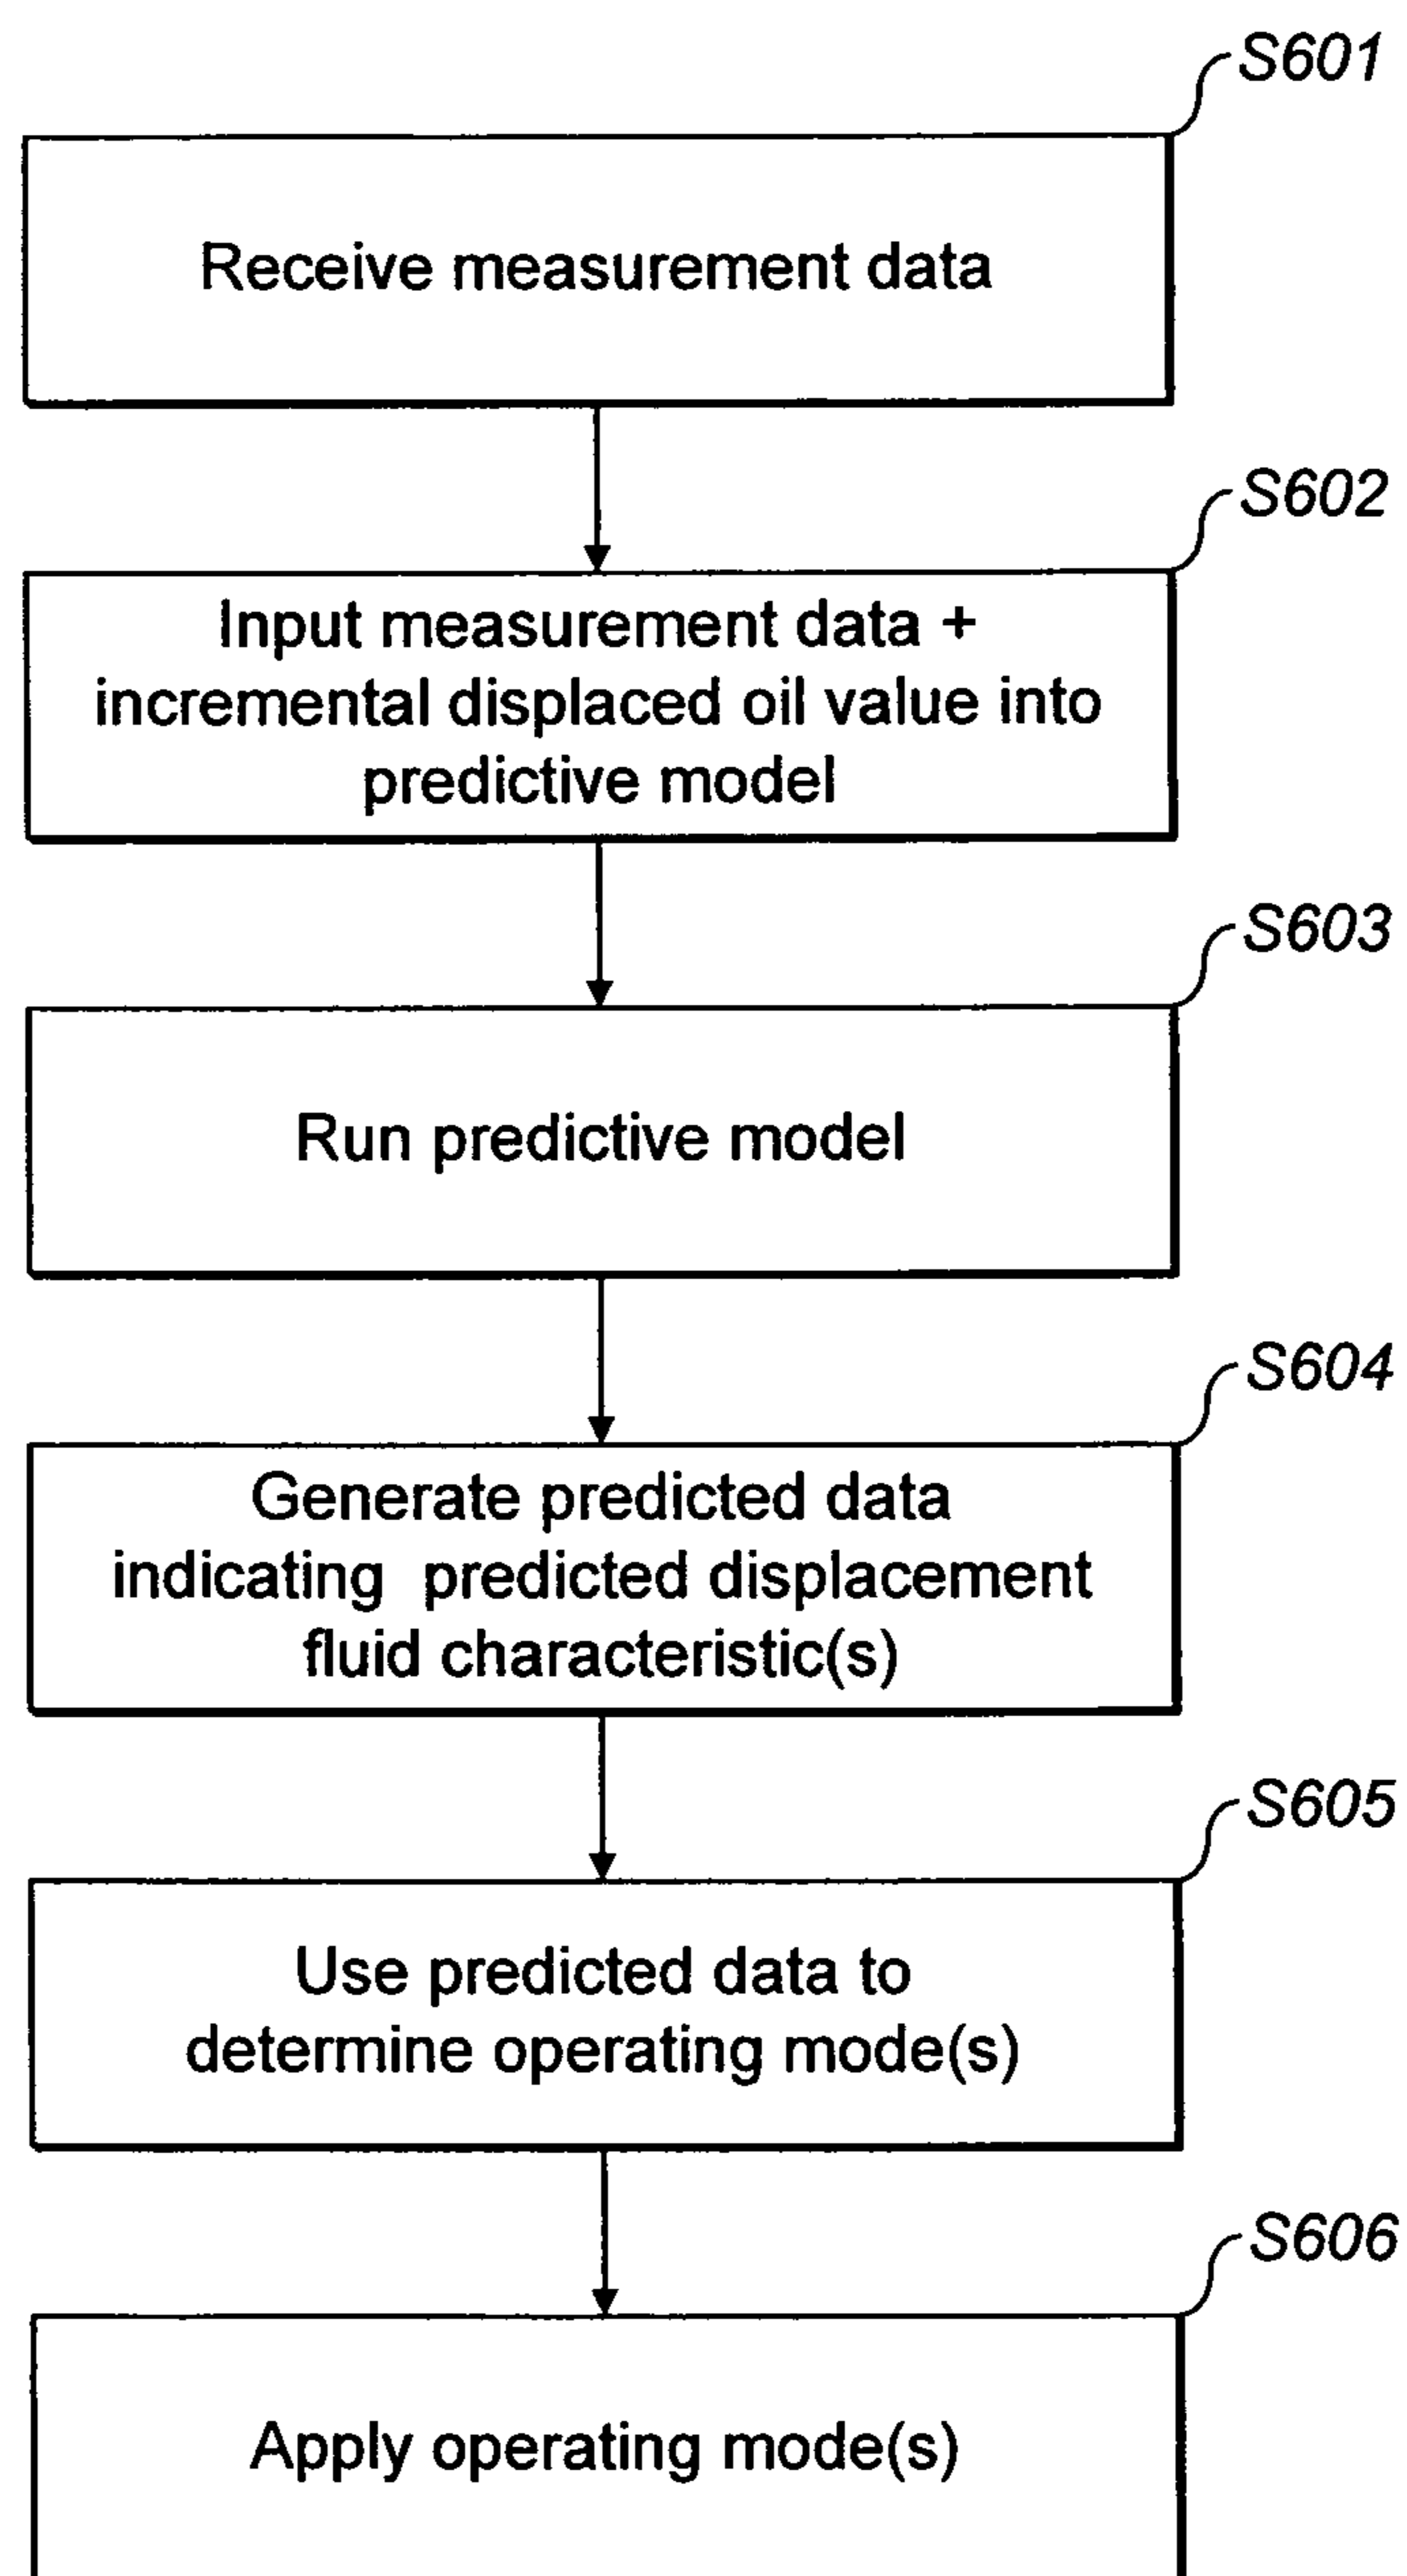 S601
Receive measurement data
S602
Input measurement data +
incremental displaced oil value into
predictive model
S603
Run predictive model
S604
Generate predicted data
indicating predicted displacement
fluid characteristic(s)
S605
Use predicted data to
determine operating mode(s)
S606
Apply operating mode(s)